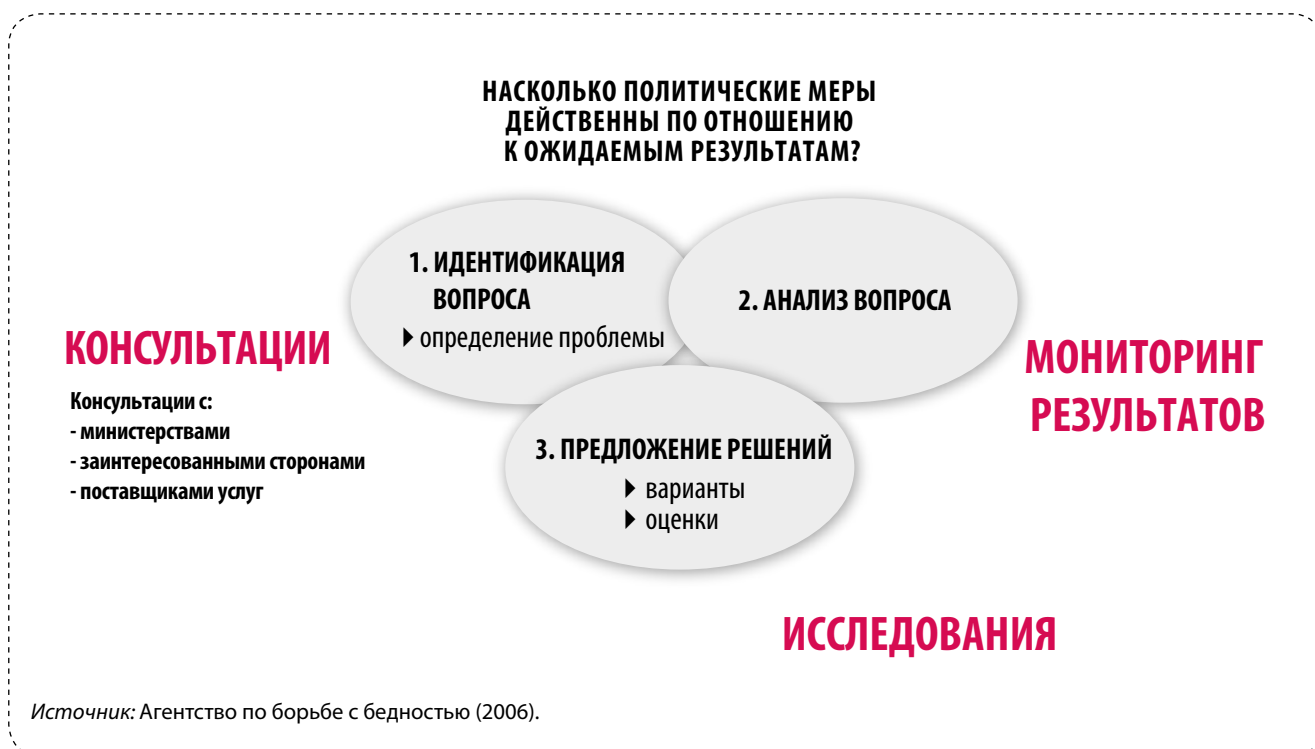 НАСКОЛЬКО ПОЛИТИЧЕСКИЕ МЕРЫ
ДЕЙСТВЕННЫ ПО ОТНОШЕНИЮ
К ОЖИДАЕМЫМ РЕЗУЛЬТАТАМ?
1. ИДЕНТИФИКАЦИЯ
ВОПРОСА
определение проблемы
2. АНАЛИЗ ВОПРОСА
КОНСУЛЬТАЦИИ
Консультации с:
- министерствами
- заинтересованными сторонами
- поставщиками услуг
МОНИТОРИНГ
РЕЗУЛЬТАТОВ
3. ПРЕДЛОЖЕНИЕ РЕШЕНИЙ
варианты
оценки
ИССЛЕДОВАНИЯ
Источник: Агентство по борьбе с бедностью (2006).